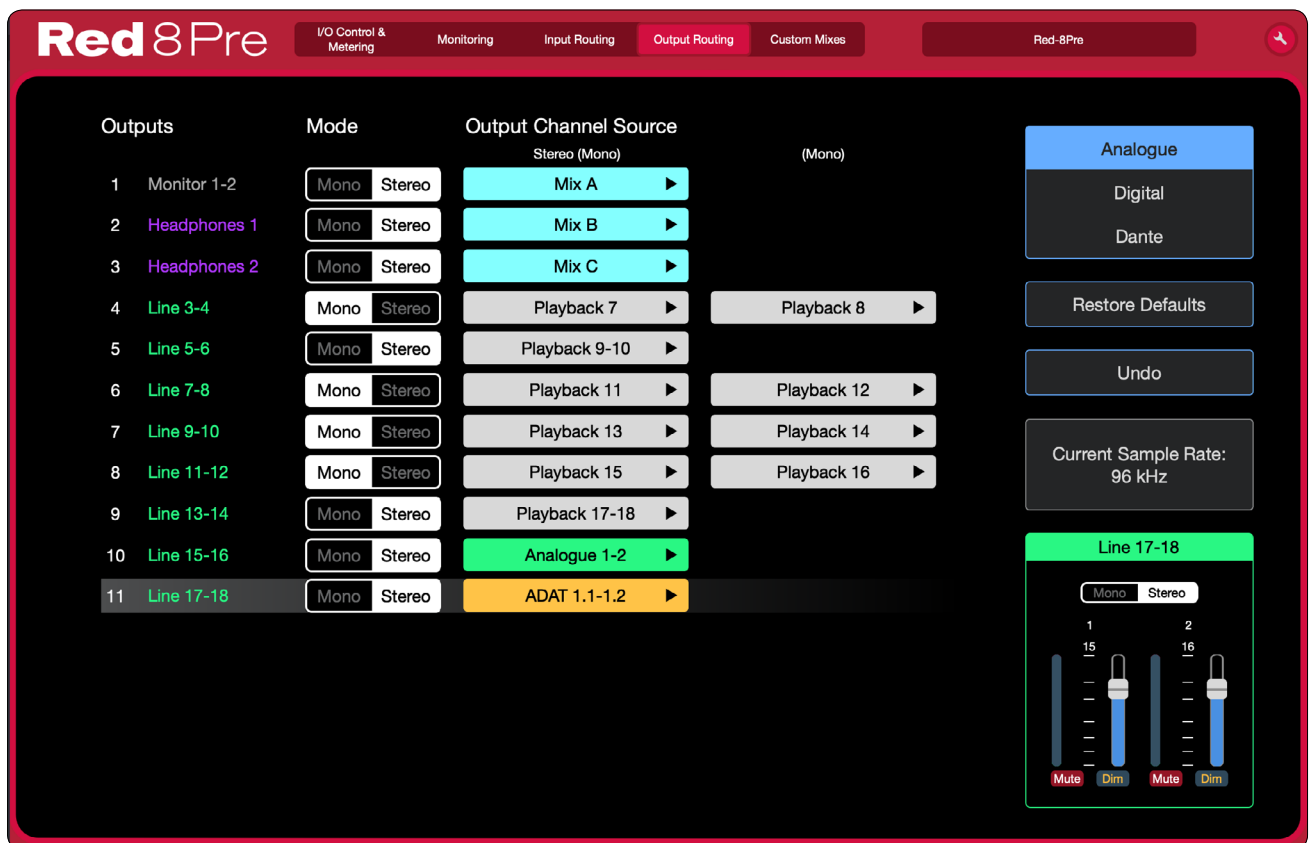 Red 8Pre
I/O Control &
Metering
Monitoring
Input Routing
Output Routing
Custom Mixes
Red-8Pre
Outputs Mode Output Channel Source
Stereo (Mono) (Mono)
1 Monitor 1-2 Mono Stereo Mix A
2 Headphones 1 Mono Stereo Mix B
3 Headphones 2 Mono Stereo Mix C
4 Line 3-4 Mono Stereo Playback 7 Playback 8
5 Line 5-6 Mono Stereo Playback 9-10
6 Line 7-8 Mono Stereo Playback 11 Playback 12
7 Line 9-10 Mono Stereo Playback 13 Playback 14
8 Line 11-12 Mono Stereo Playback 15 Playback 16
9 Line 13-14 Mono Stereo Playback 17-18
10 Line 15-16 Mono Stereo Analogue 1-2
11 Line 17-18 Mono Stereo ADAT 1.1-1.2
Analogue
Digital
Dante
Restore Defaults
Undo
Current Sample Rate:
96 kHz
Line 17-18
Mono Stereo
1 2
15 16
Mute Dim Mute Dim